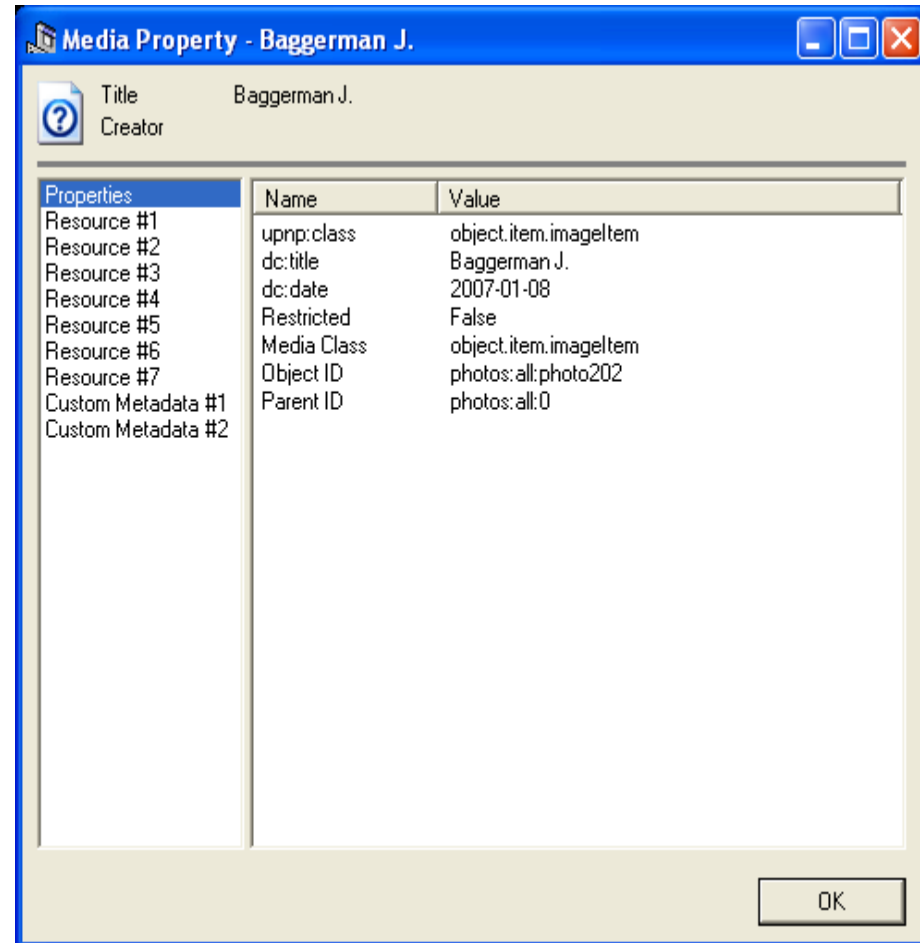 Media Property - Baggerman J.
Title Baggerman J.
Creator
Properties
Resource #1
Resource #2
Resource #3
Resource #4
Resource #5
Resource #6
Resource #7
Custom Metadata #1
Custom Metadata #2
Name Value
upnp:class object.item.imageItem
dc:title Baggerman J.
dc:date 2007-01-08
Restricted False
Media Class object.item.imageItem
Object ID photos:all:photo202
Parent ID photos:all:0
OK